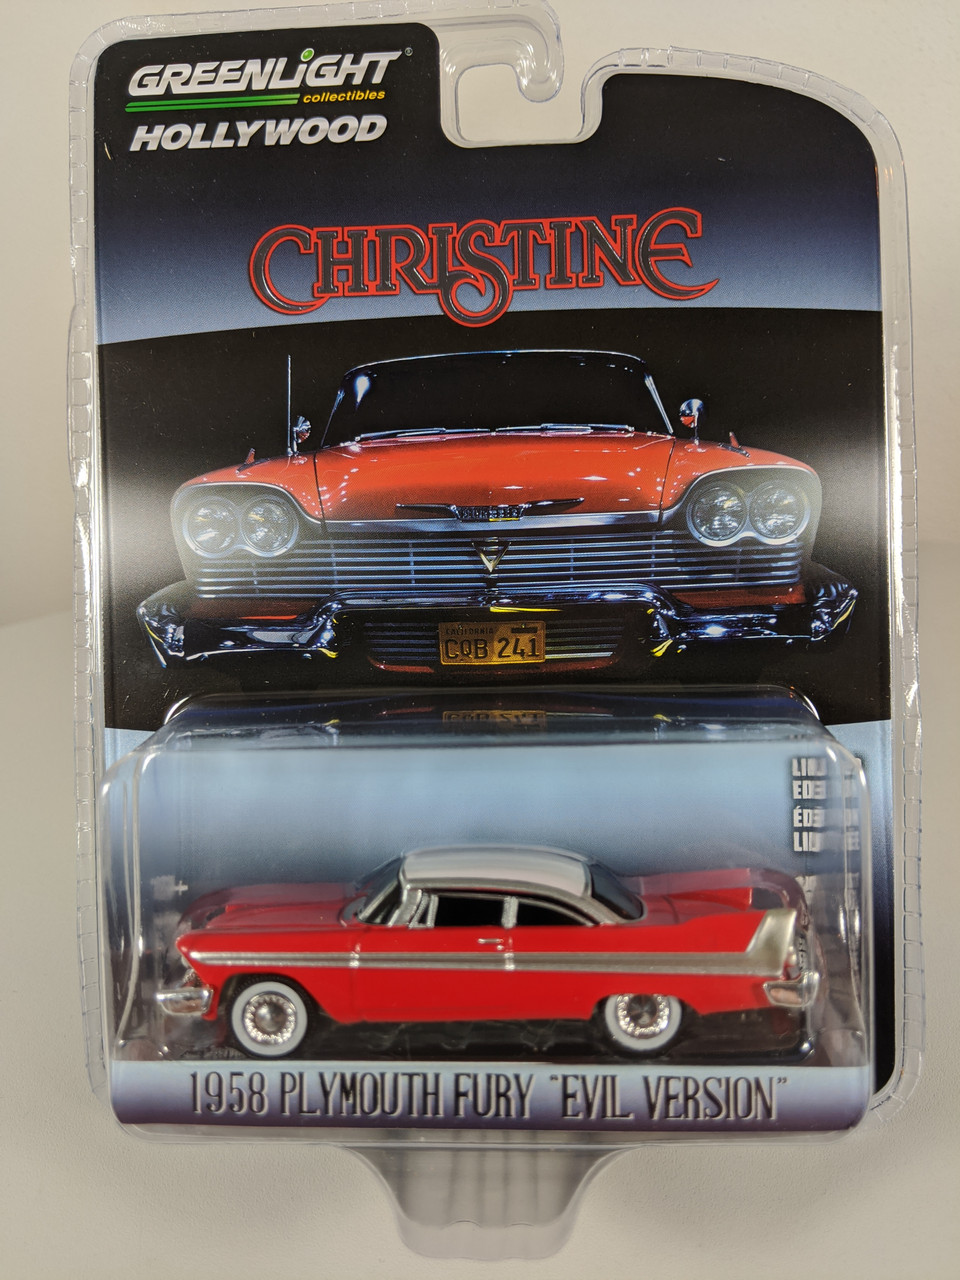 GREENLiGHT®
collectibles
HOLLYWOOD
CHRISTINE
CALIFORNIA
CQB 241
1958 PLYMOUTH FURY "EVIL VERSION"